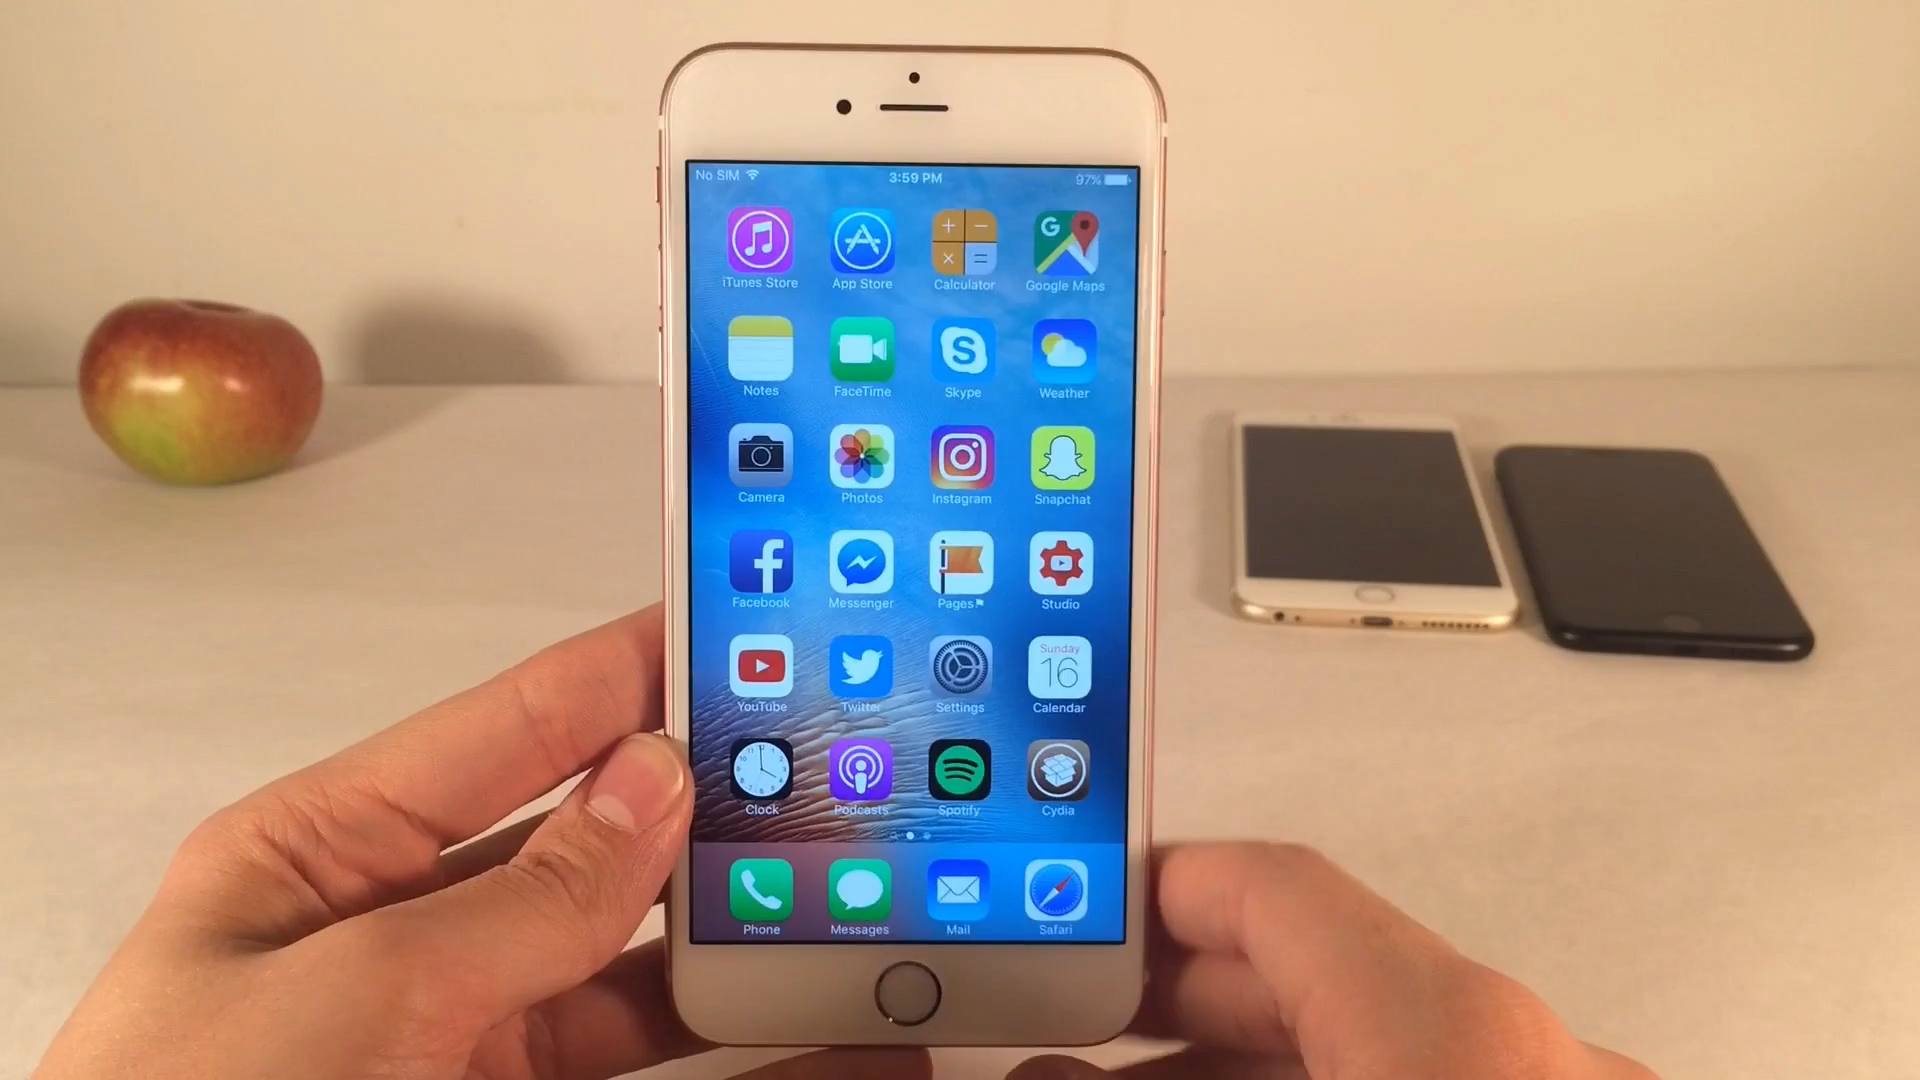 No SIM 3:59 PM 97%
iTunes Store App Store Calculator Google Maps
Notes FaceTime Skype Weather
Camera Photos Instagram Snapchat
Facebook Messenger Pages Studio
Sunday
16
YouTube Twitter Settings Calendar
Clock Podcasts Spotify Cydia
Phone Messages Mail Safari